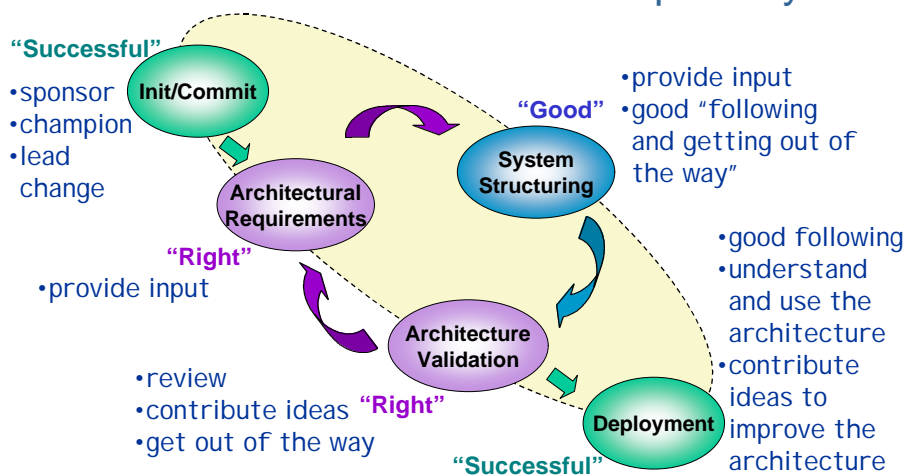 “Successful”
Init/Commit
•sponsor
•champion
•lead
change
“Good”
System
Structuring
•provide input
•good “following
and getting out of
the way”
Architectural
Requirements
“Right”
•provide input
•good following
•understand
and use the
architecture
•contribute
ideas to
improve the
architecture
Architecture
Validation
“Right”
•review
•contribute ideas
•get out of the way
Deployment
“Successful”